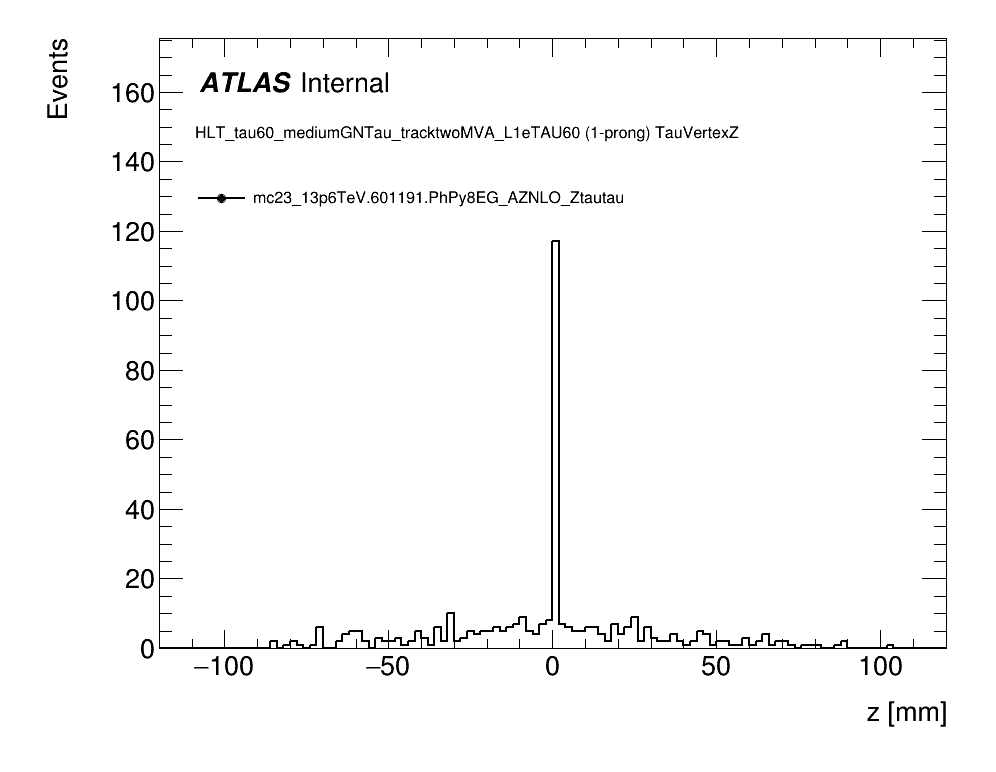 Events
ATLAS Internal
HLT_tau60_mediumGNTau_tracktwoMVA_L1eTAU60 (1-prong) TauVertexZ
mc23_13p6TeV.601191.PhPy8EG_AZNLO_Ztautau
160
140
120
100
80
60
40
20
0
−100 −50 0 50 100
z [mm]